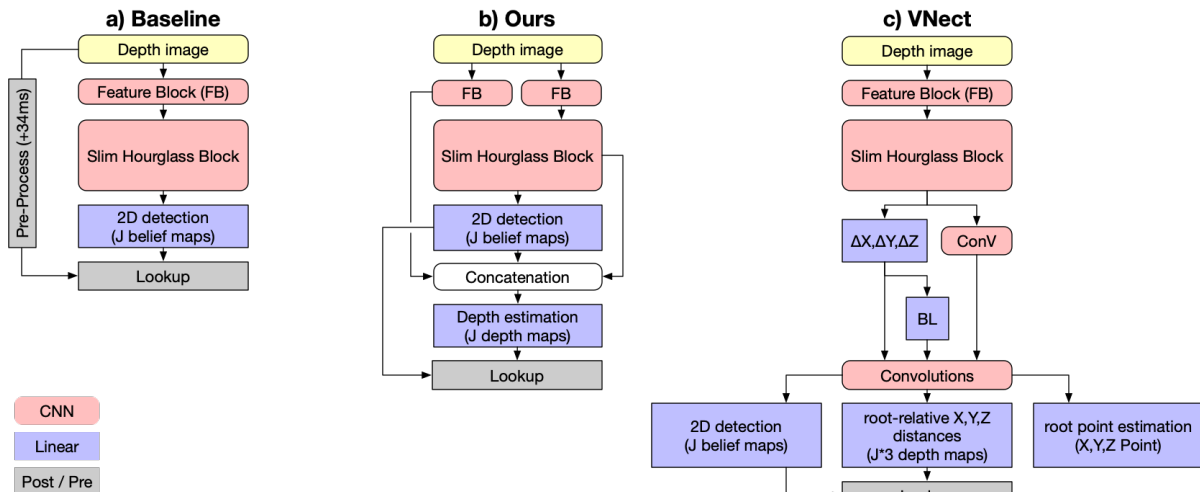 a) Baseline
Depth image
Pre-Process (+34ms)
Feature Block (FB)
Slim Hourglass Block
2D detection
(J belief maps)
Lookup
b) Ours
Depth image
FB
FB
Slim Hourglass Block
2D detection
(J belief maps)
Concatenation
Depth estimation
(J depth maps)
Lookup
c) VNect
Depth image
Feature Block (FB)
Slim Hourglass Block
ΔX,ΔY,ΔZ
ConV
BL
Convolutions
2D detection
(J belief maps)
root-relative X,Y,Z
distances
(J*3 depth maps)
root point estimation
(X,Y,Z Point)
CNN
Linear
Post / Pre